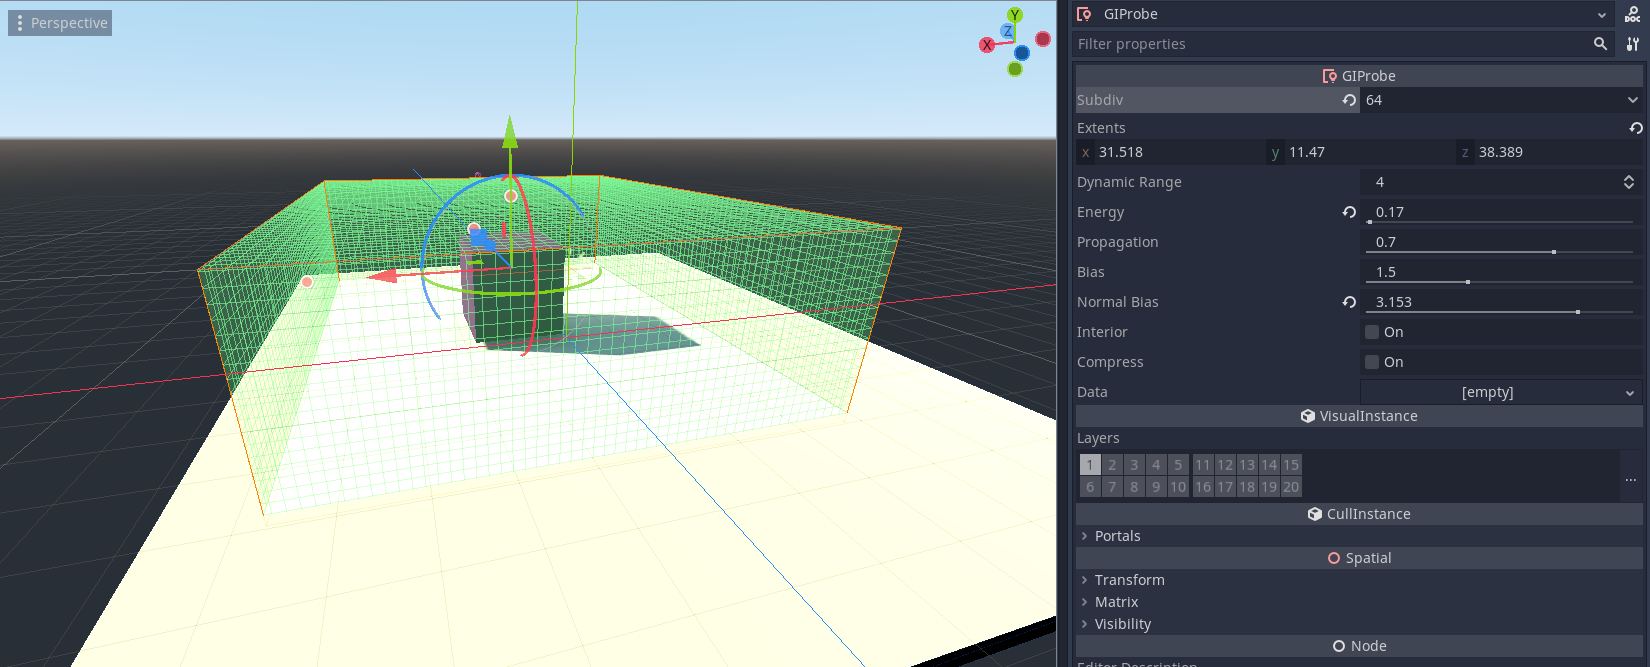 Perspective
Y
Z
X
GIProbe
DOC
Filter properties
GIProbe
Subdiv 64
Extents
x 31.518 y 11.47 z 38.389
Dynamic Range 4
Energy 0.17
Propagation 0.7
Bias 1.5
Normal Bias 3.153
Interior On
Compress On
Data [empty]
VisualInstance
Layers
1 2 3 4 5 11 12 13 14 15
6 7 8 9 10 16 17 18 19 20
...
CullInstance
Portals
Spatial
Transform
Matrix
Visibility
Node
Editor Description